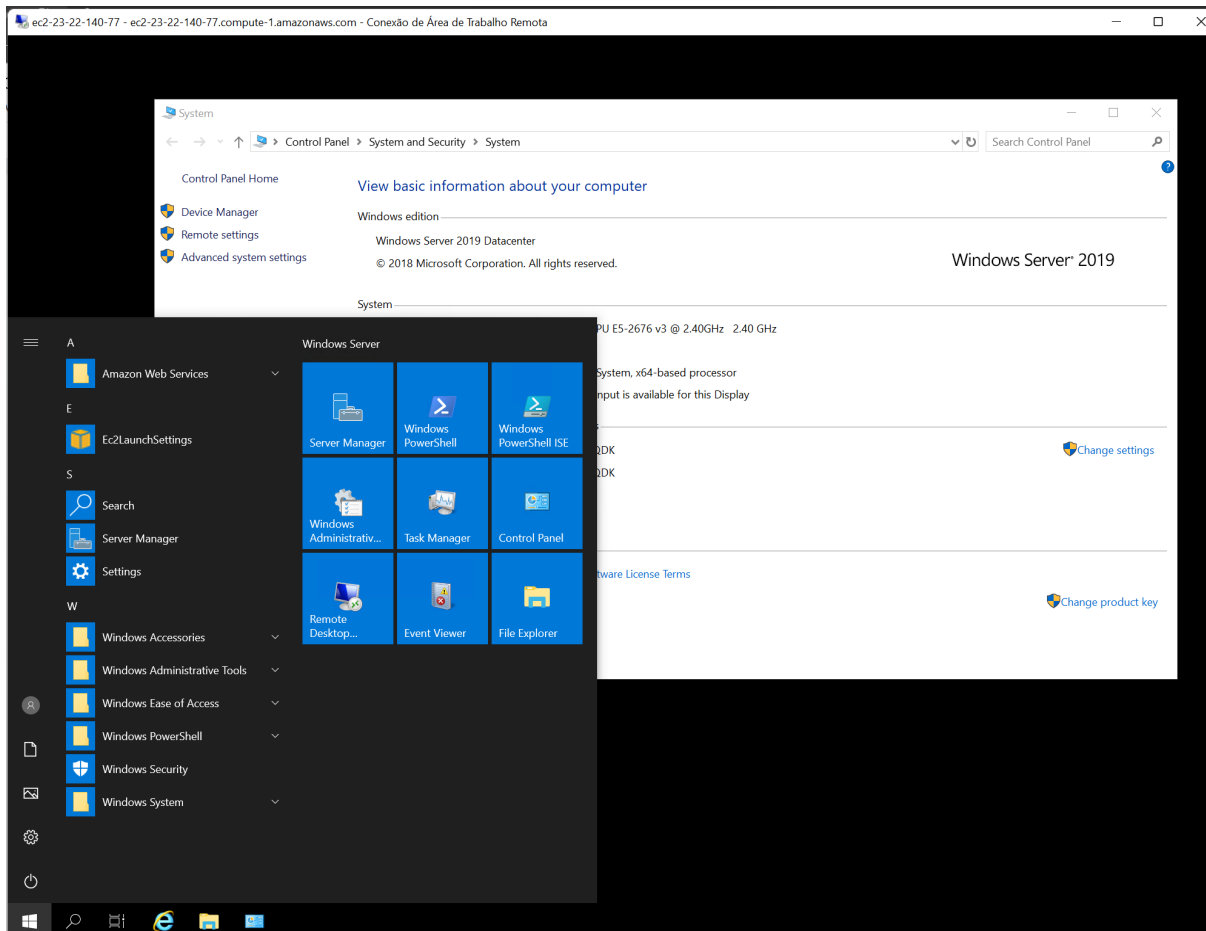 ec2-23-22-140-77 - ec2-23-22-140-77.compute-1.amazonaws.com - Conexão de Área de Trabalho Remota
System
Control Panel > System and Security > System
Search Control Panel
Control Panel Home
Device Manager
Remote settings
Advanced system settings
View basic information about your computer
Windows edition
Windows Server 2019 Datacenter
© 2018 Microsoft Corporation. All rights reserved.
Windows Server 2019
System
PU E5-2676 v3 @ 2.40GHz 2.40 GHz
System, x64-based processor
nput is available for this Display
QDK
Change settings
QDK
tware License Terms
Change product key
A
Amazon Web Services
E
Ec2LaunchSettings
S
Search
Server Manager
Settings
W
Windows Accessories
Windows Administrative Tools
Windows Ease of Access
Windows PowerShell
Windows Security
Windows System
Windows Server
Server Manager
Windows PowerShell
Windows PowerShell ISE
Windows Administrativ...
Task Manager
Control Panel
Remote Desktop...
Event Viewer
File Explorer